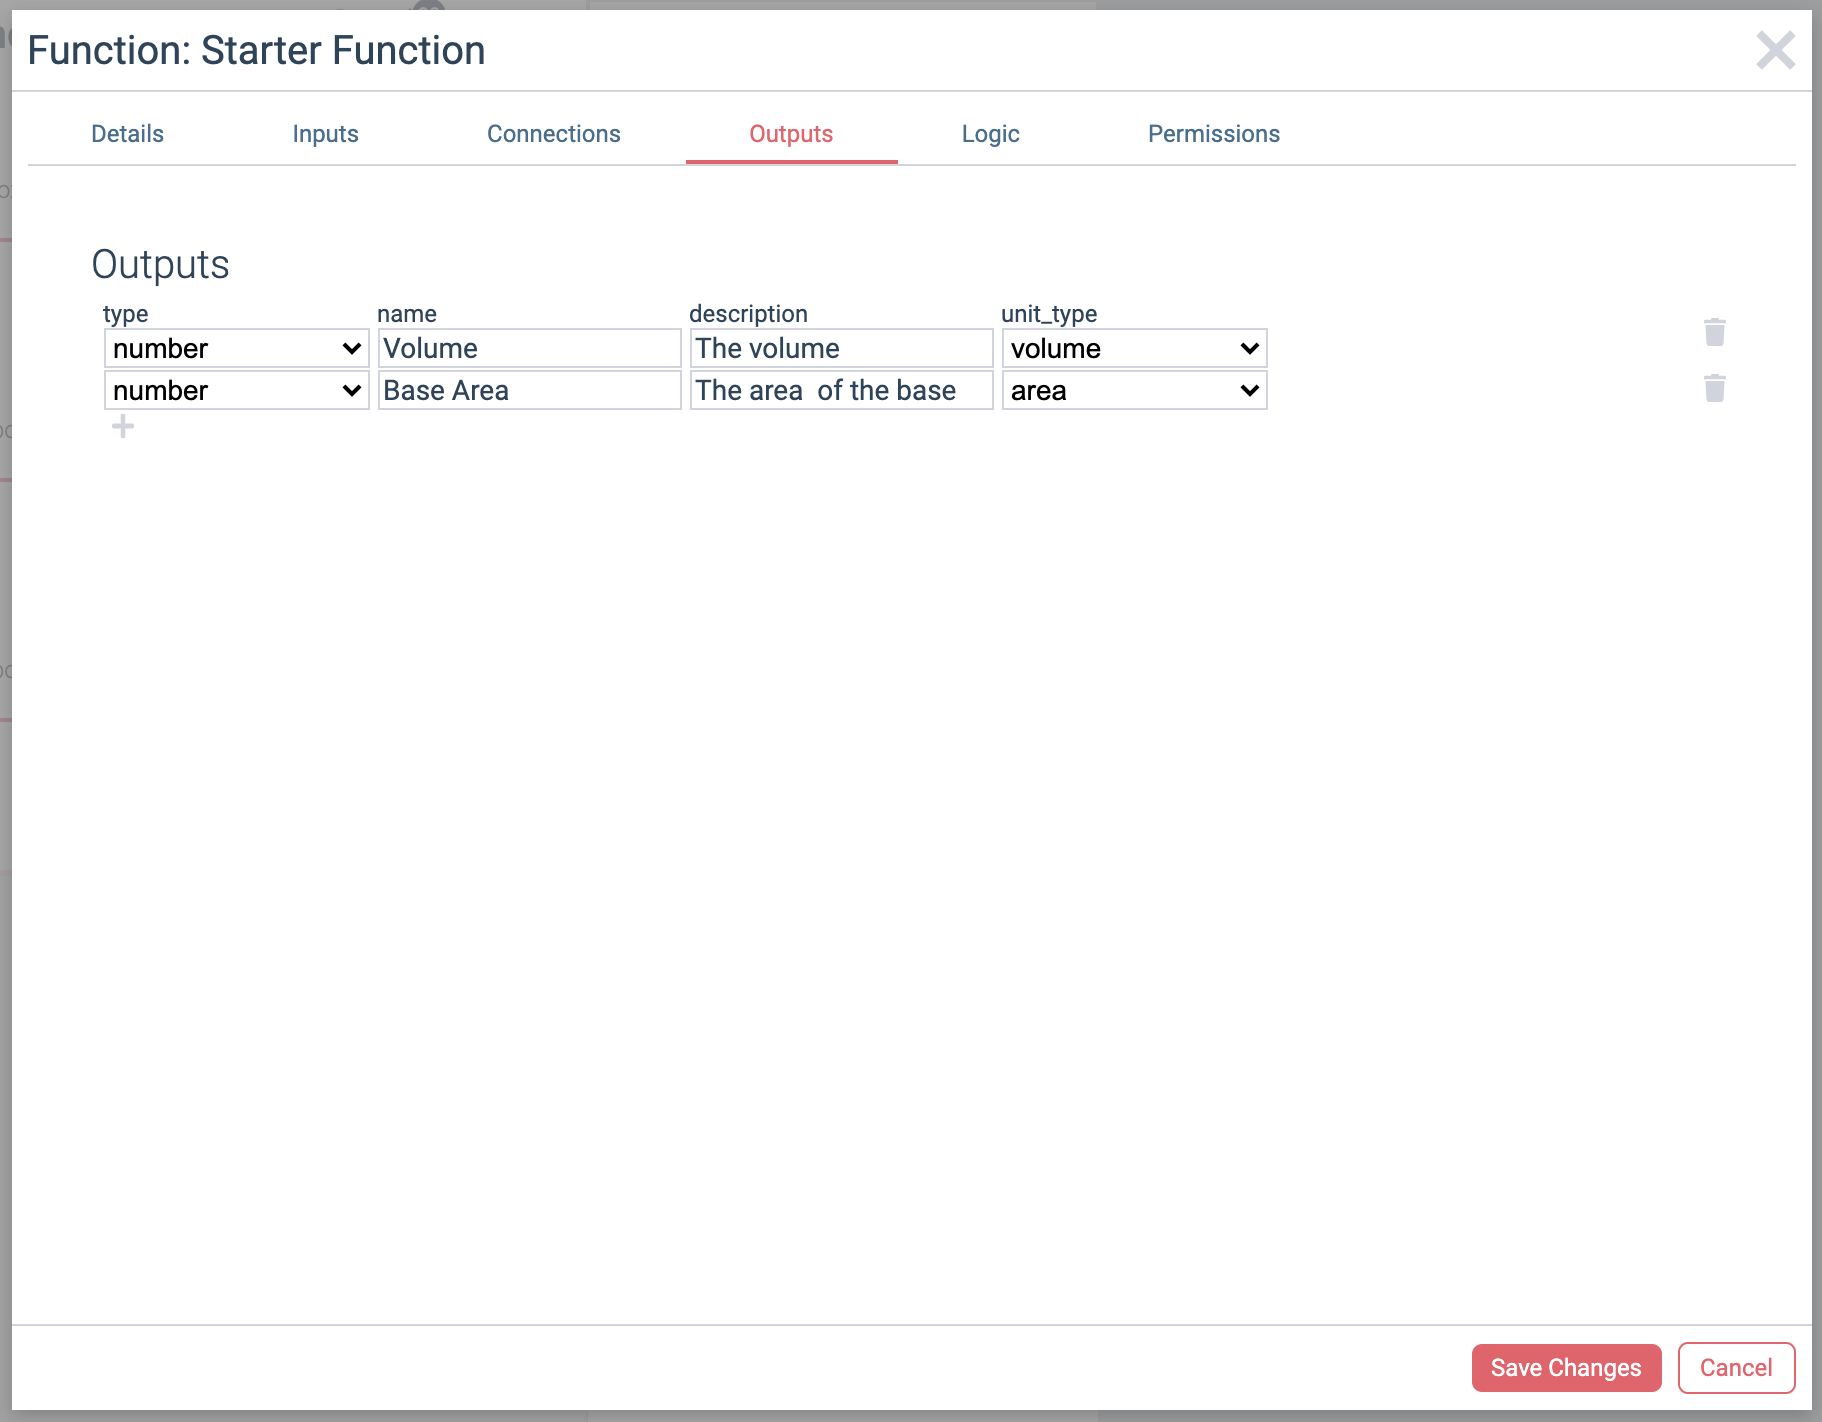 Function: Starter Function
Details Inputs Connections Outputs Logic Permissions
Outputs
type name description unit_type
number Volume The volume volume
number Base Area The area  of the base area
Save Changes Cancel